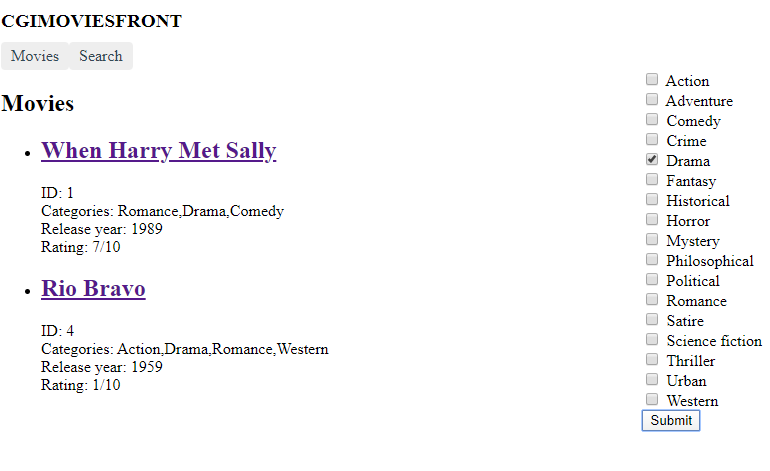 CGIMOVIESFRONT
Movies Search
Movies
When Harry Met Sally
ID: 1
Categories: Romance,Drama,Comedy
Release year: 1989
Rating: 7/10
Rio Bravo
ID: 4
Categories: Action,Drama,Romance,Western
Release year: 1959
Rating: 1/10
Action
Adventure
Comedy
Crime
Drama
Fantasy
Historical
Horror
Mystery
Philosophical
Political
Romance
Satire
Science fiction
Thriller
Urban
Western
Submit